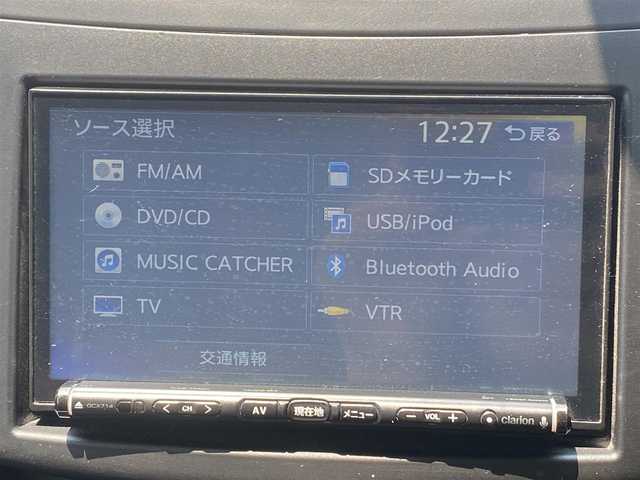 ソース選択 12:27 戻る
FM/AM SDメモリーカード
DVD/CD USB/iPod
MUSIC CATCHER Bluetooth Audio
TV VTR
交通情報
< CH > AV 現在地 メニュー − VOL + clarion